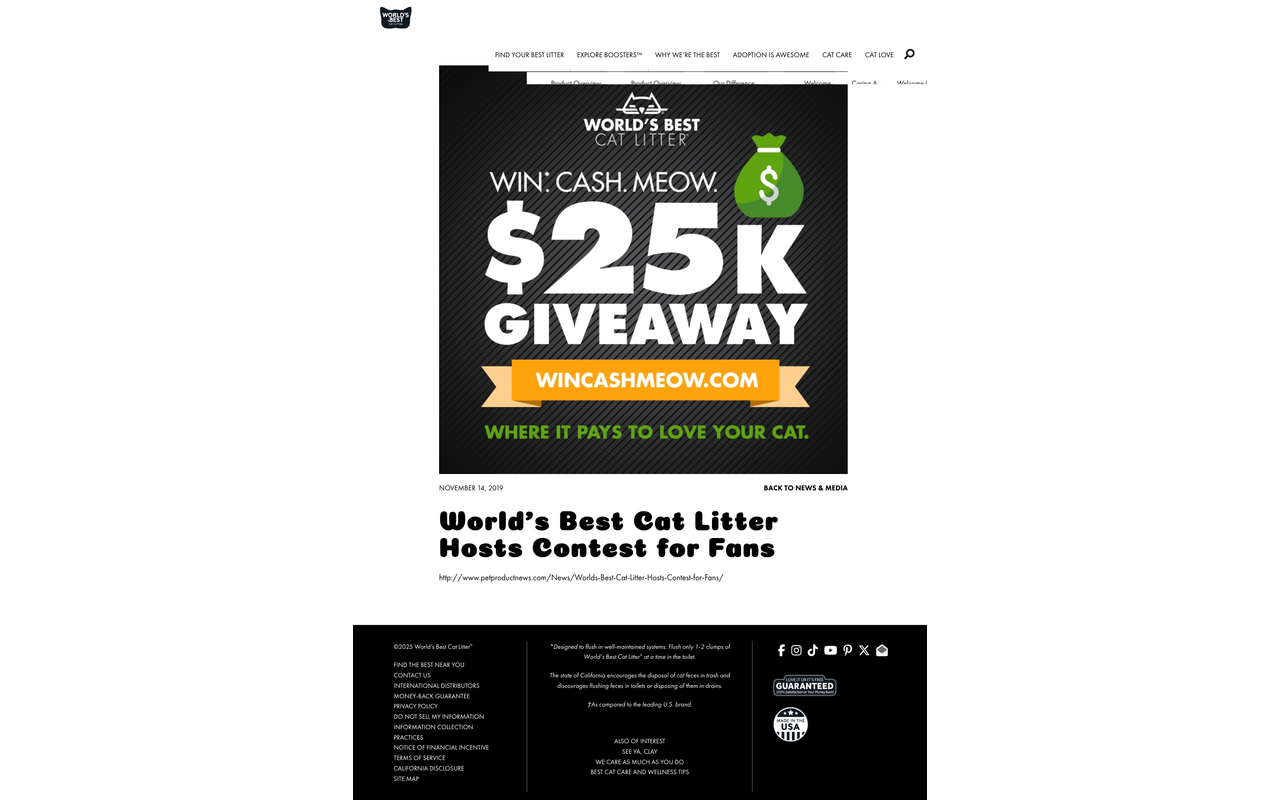 WORLD'S BEST
FIND YOUR BEST LITTER EXPLORE BOOSTERS™ WHY WE'RE THE BEST ADOPTION IS AWESOME CAT CARE CAT LOVE
Product Overview Product Overview Our Difference Welcome Caring A Welcome
WORLD'S BEST
CAT LITTER
WIN*. CASH. MEOW.
$25K
GIVEAWAY
WINCASHMEOW.COM
WHERE IT PAYS TO LOVE YOUR CAT.
NOVEMBER 14, 2019 BACK TO NEWS & MEDIA
World's Best Cat Litter
Hosts Contest for Fans
http://www.petproductnews.com/News/Worlds-Best-Cat-Litter-Hosts-Contest-for-Fans/
©2025 World's Best Cat Litter®
FIND THE BEST NEAR YOU
CONTACT US
INTERNATIONAL DISTRIBUTORS
MONEY-BACK GUARANTEE
PRIVACY POLICY
DO NOT SELL MY INFORMATION
INFORMATION COLLECTION
PRACTICES
NOTICE OF FINANCIAL INCENTIVE
TERMS OF SERVICE
CALIFORNIA DISCLOSURE
SITE MAP
*Designed to flush in well-maintained systems. Flush only 1-2 clumps of
World's Best Cat Litter® at a time in the toilet.
The state of California encourages the disposal of cat feces in trash and
discourages flushing feces in toilets or disposing of them in drains.
†As compared to the leading U.S. brand.
ALSO OF INTEREST
SEE YA, CLAY
WE CARE AS MUCH AS YOU DO
BEST CAT CARE AND WELLNESS TIPS
LOVE IT OR IT'S FREE
GUARANTEED
100% Satisfaction or Your Money Back!
MADE IN THE
USA